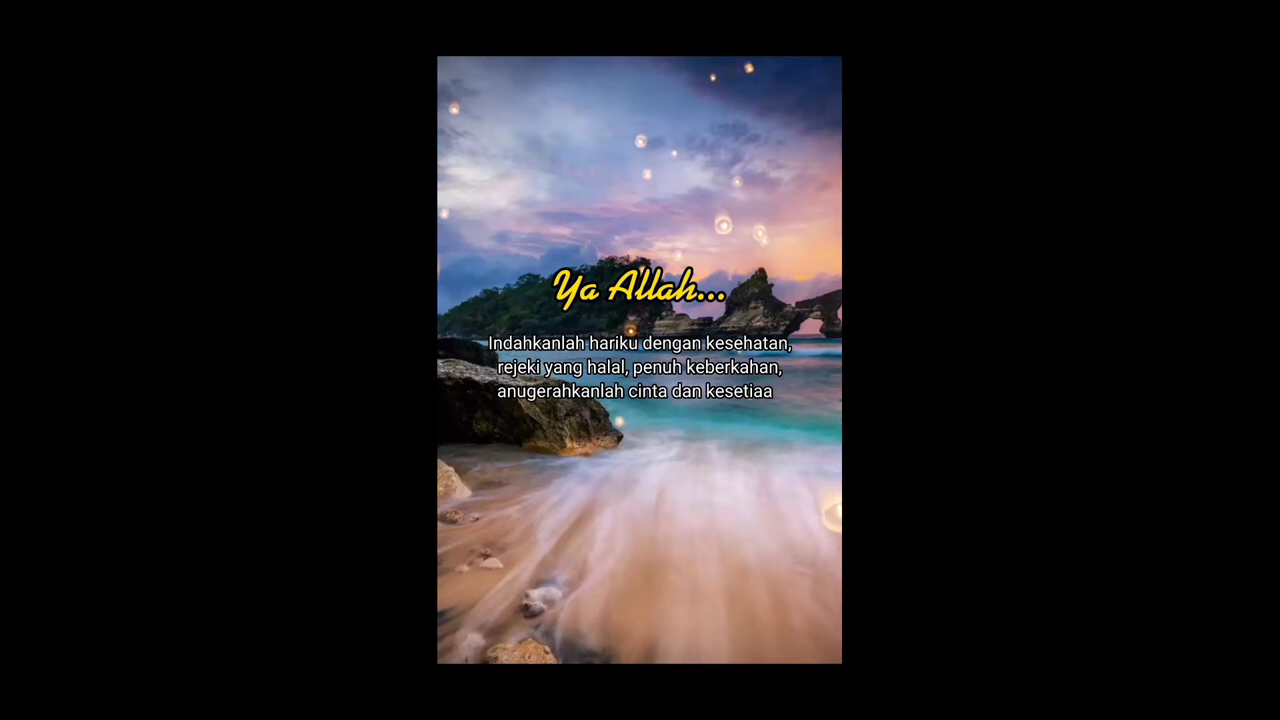 Ya Allah...
Indahkanlah hariku dengan kesehatan,
rejeki yang halal, penuh keberkahan,
anugerahkanlah cinta dan kesetiaa